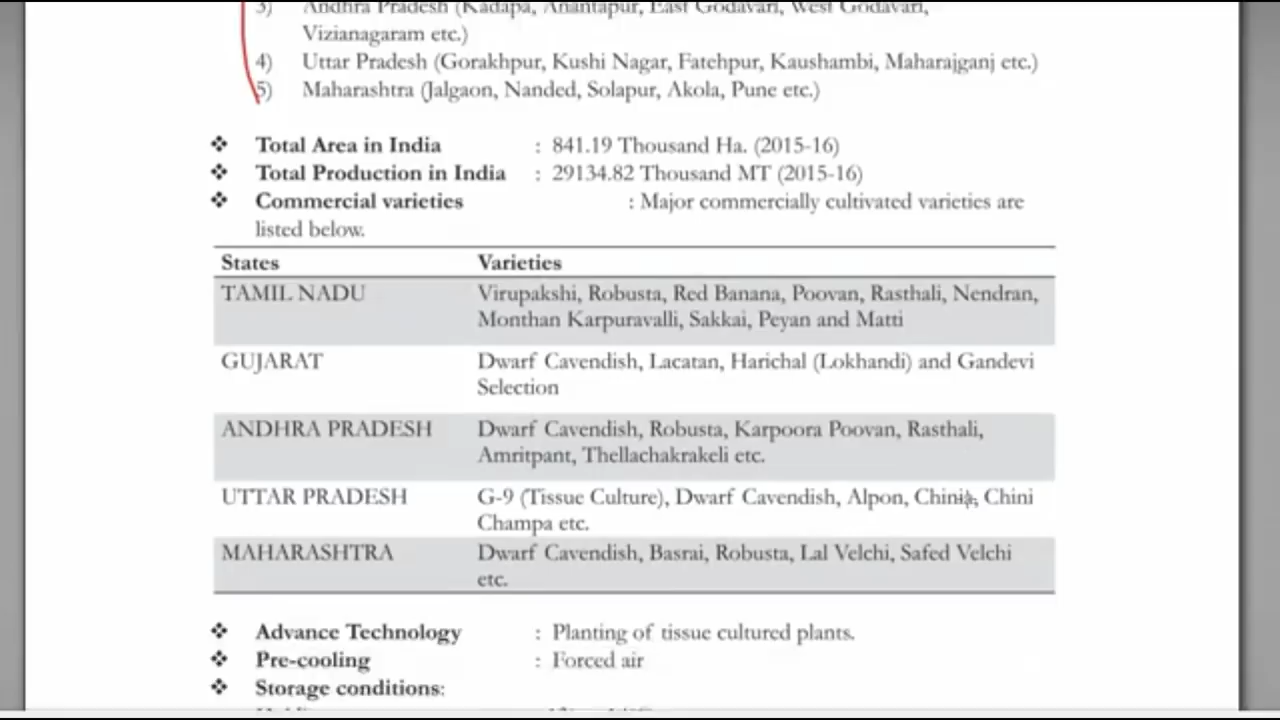 3) Andhra Pradesh (Kadapa, Anantapur, East Godavari, West Godavari,
Vizianagaram etc.)
4) Uttar Pradesh (Gorakhpur, Kushi Nagar, Fatehpur, Kaushambi, Maharajganj etc.)
5) Maharashtra (Jalgaon, Nanded, Solapur, Akola, Pune etc.)
❖ Total Area in India : 841.19 Thousand Ha. (2015-16)
❖ Total Production in India : 29134.82 Thousand MT (2015-16)
❖ Commercial varieties : Major commercially cultivated varieties are
listed below.
States Varieties
TAMIL NADU Virupakshi, Robusta, Red Banana, Poovan, Rasthali, Nendran,
Monthan Karpuravalli, Sakkai, Peyan and Matti
GUJARAT Dwarf Cavendish, Lacatan, Harichal (Lokhandi) and Gandevi
Selection
ANDHRA PRADESH Dwarf Cavendish, Robusta, Karpoora Poovan, Rasthali,
Amritpant, Thellachakrakeli etc.
UTTAR PRADESH G-9 (Tissue Culture), Dwarf Cavendish, Alpon, Chinia, Chini
Champa etc.
MAHARASHTRA Dwarf Cavendish, Basrai, Robusta, Lal Velchi, Safed Velchi
etc.
❖ Advance Technology : Planting of tissue cultured plants.
❖ Pre-cooling : Forced air
❖ Storage conditions: